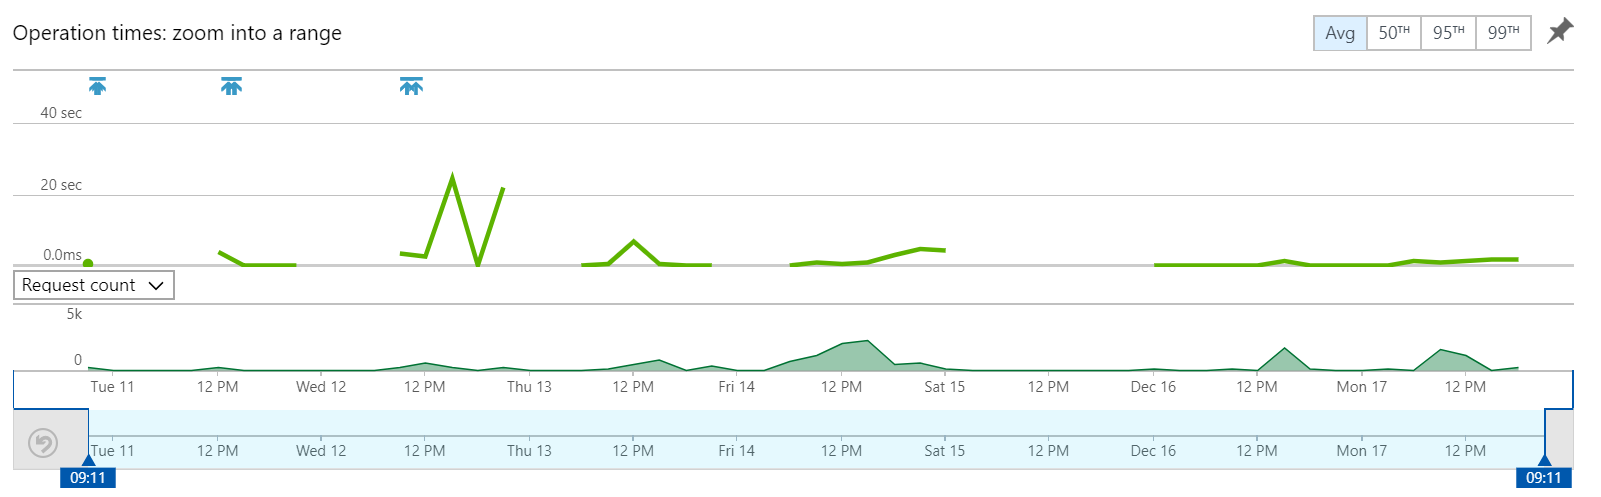 Operation times: zoom into a range
Avg 50TH 95TH 99TH
40 sec
20 sec
0.0ms
Request count
5k
0
Tue 11 12 PM Wed 12 12 PM Thu 13 12 PM Fri 14 12 PM Sat 15 12 PM Dec 16 12 PM Mon 17 12 PM
Tue 11 12 PM Wed 12 12 PM Thu 13 12 PM Fri 14 12 PM Sat 15 12 PM Dec 16 12 PM Mon 17 12 PM
09:11 09:11